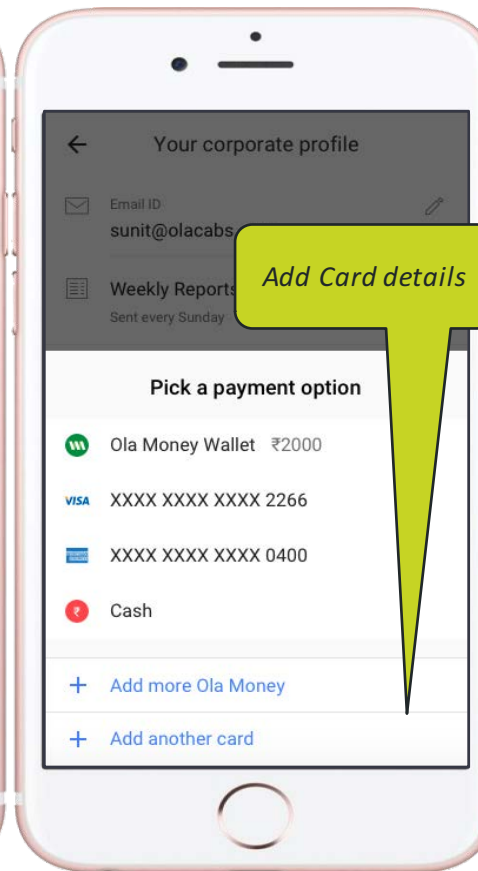 Your corporate profile
Email ID
sunit@olacabs
Add Card details
Weekly Reports
Sent every Sunday
Pick a payment option
Ola Money Wallet ₹2000
VISA XXXX XXXX XXXX 2266
XXXX XXXX XXXX 0400
₹ Cash
+ Add more Ola Money
+ Add another card